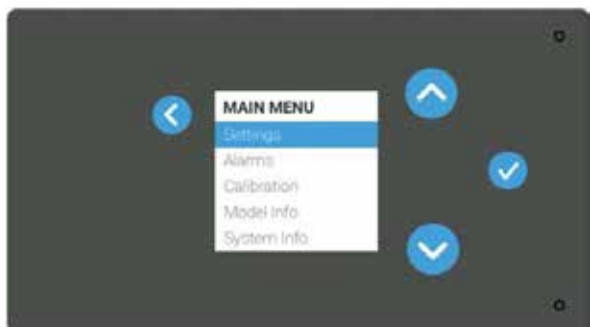 MAIN MENU
Settings
Alarms
Calibration
Model Info
System Info